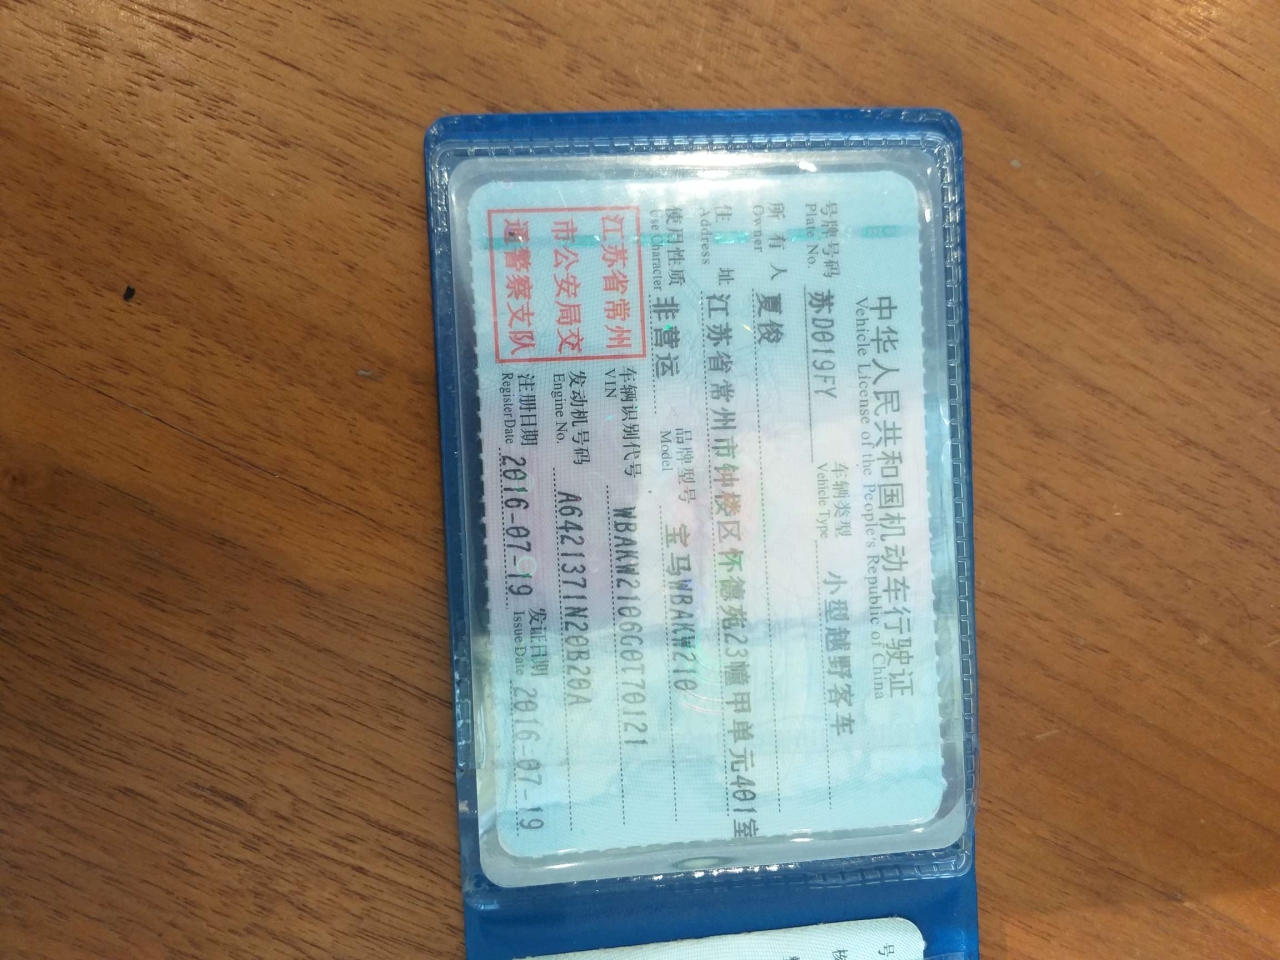 中华人民共和国机动车行驶证
Vehicle License of the People's Republic of China
号牌号码 苏D019FY 车辆类型 小型越野客车
Plate No. Vehicle Type
所有人 夏俊
Owner
住址 江苏省常州市钟楼区怀德苑23幢甲单元401室
Address
使用性质 非营运 品牌型号 宝马WBAKW210
Use Character Model
江苏省常州
市公安局交
通警察支队
车辆识别代号 WBAKW2106G0T70121
VIN
发动机号码 A6421371N20B20A
Engine No.
注册日期 2016-07-19 发证日期 2016-07-19
Register Date Issue Date
号
核